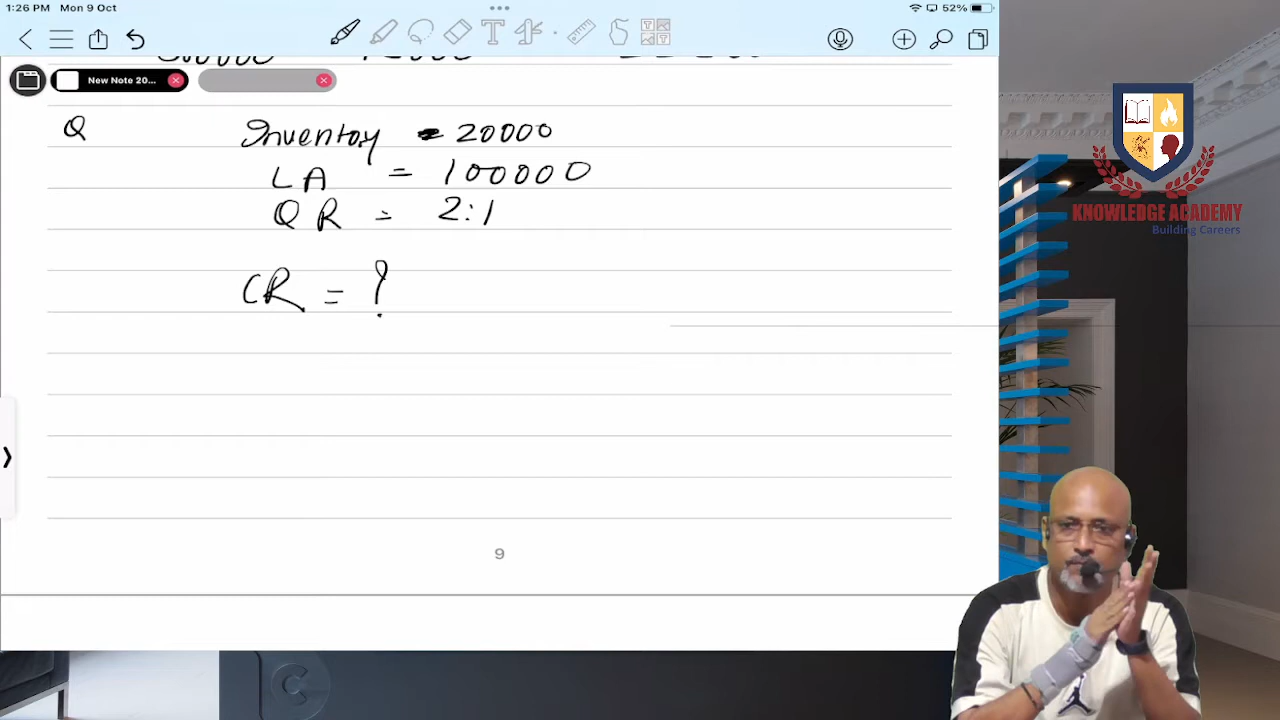 1:26 PM Mon 9 Oct
52%
New Note 20...
Q Inventory = 20000
LA = 100000
QR = 2:1
CR = ?
9
KNOWLEDGE ACADEMY
Building Careers